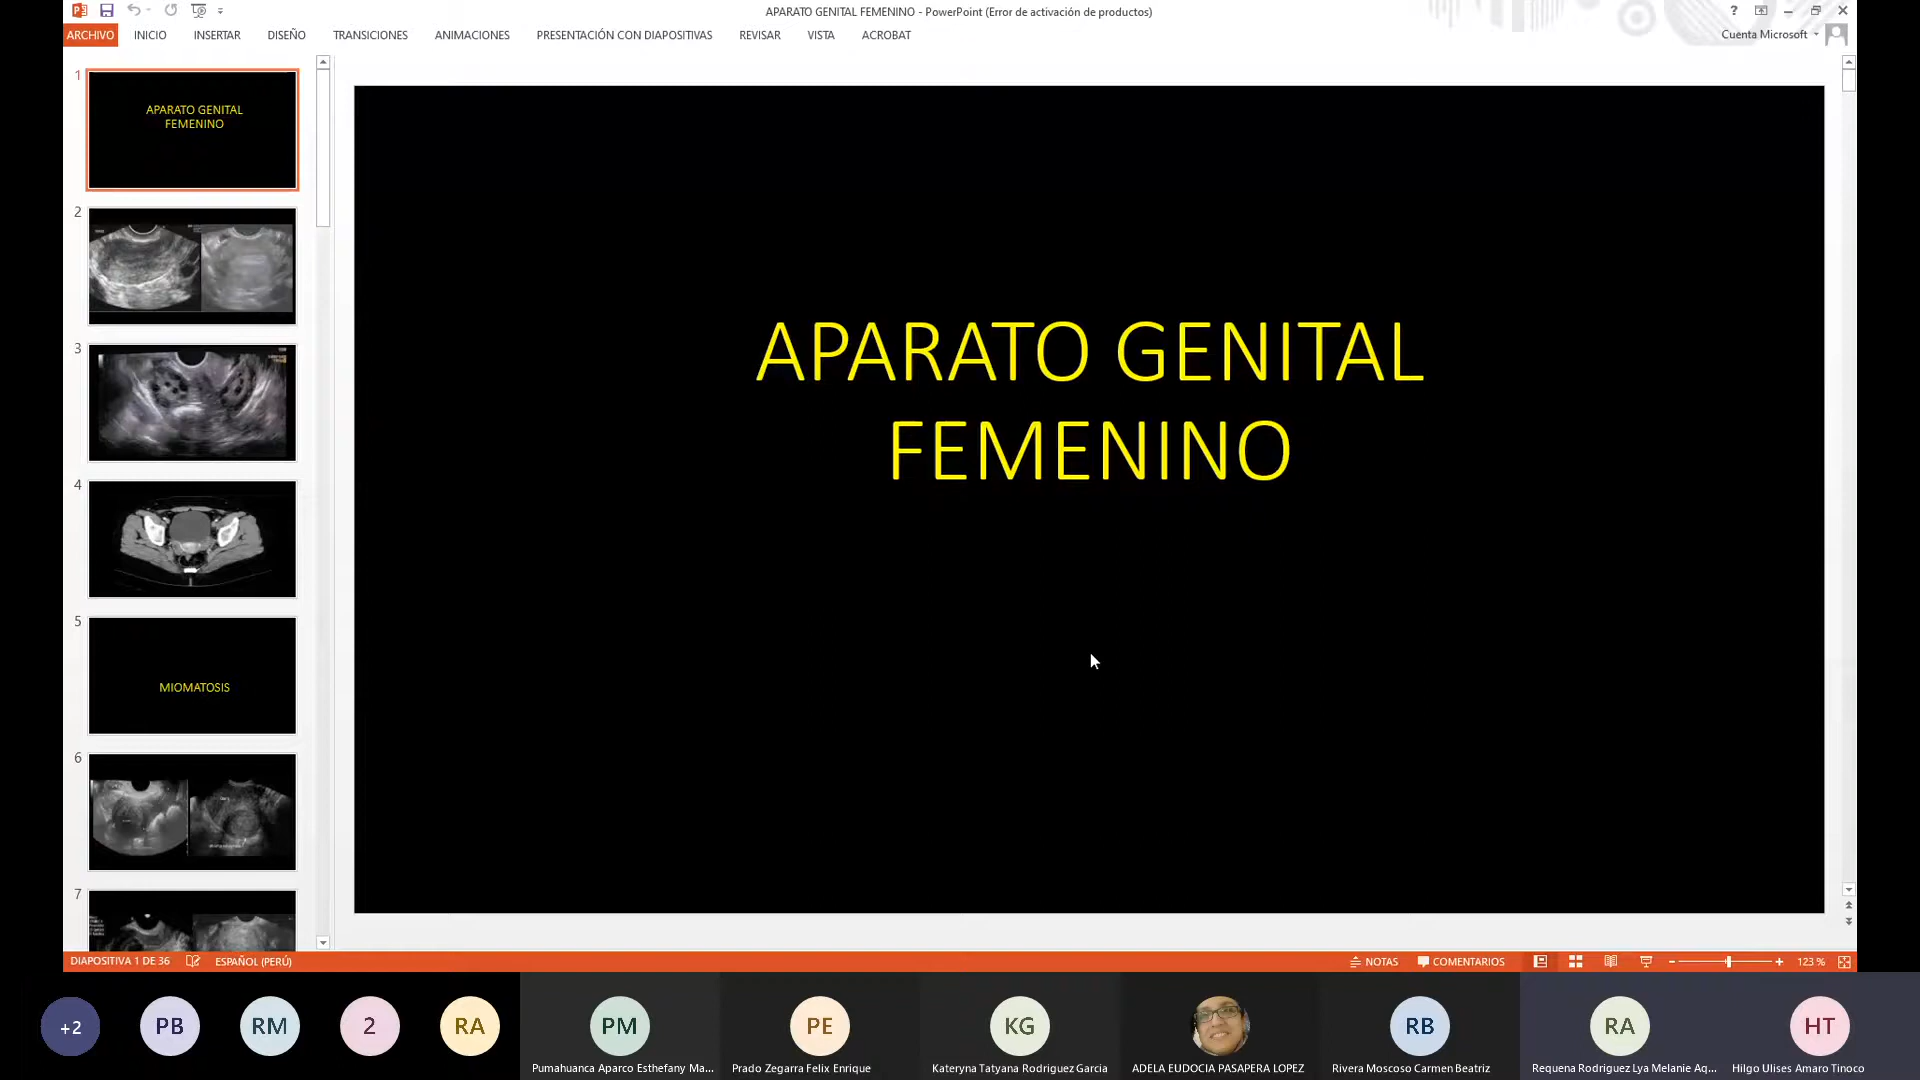 APARATO GENITAL FEMENINO - PowerPoint (Error de activación de productos)
?
ARCHIVO INICIO INSERTAR DISEÑO TRANSICIONES ANIMACIONES PRESENTACIÓN CON DIAPOSITIVAS REVISAR VISTA ACROBAT
Cuenta Microsoft
1
APARATO GENITAL
FEMENINO
2
3
4
5
MIOMATOSIS
6
7
APARATO GENITAL
FEMENINO
DIAPOSITIVA 1 DE 36 ESPAÑOL (PERÚ)
NOTAS COMENTARIOS 123 %
+2 PB RM 2 RA PM PE KG RB RA HT
Pumahuanca Aparco Esthefany Ma... Prado Zegarra Felix Enrique Kateryna Tatyana Rodriguez Garcia ADELA EUDOCIA PASAPERA LOPEZ Rivera Moscoso Carmen Beatriz Requena Rodriguez Lya Melanie Aq... Hilgo Ulises Amaro Tinoco